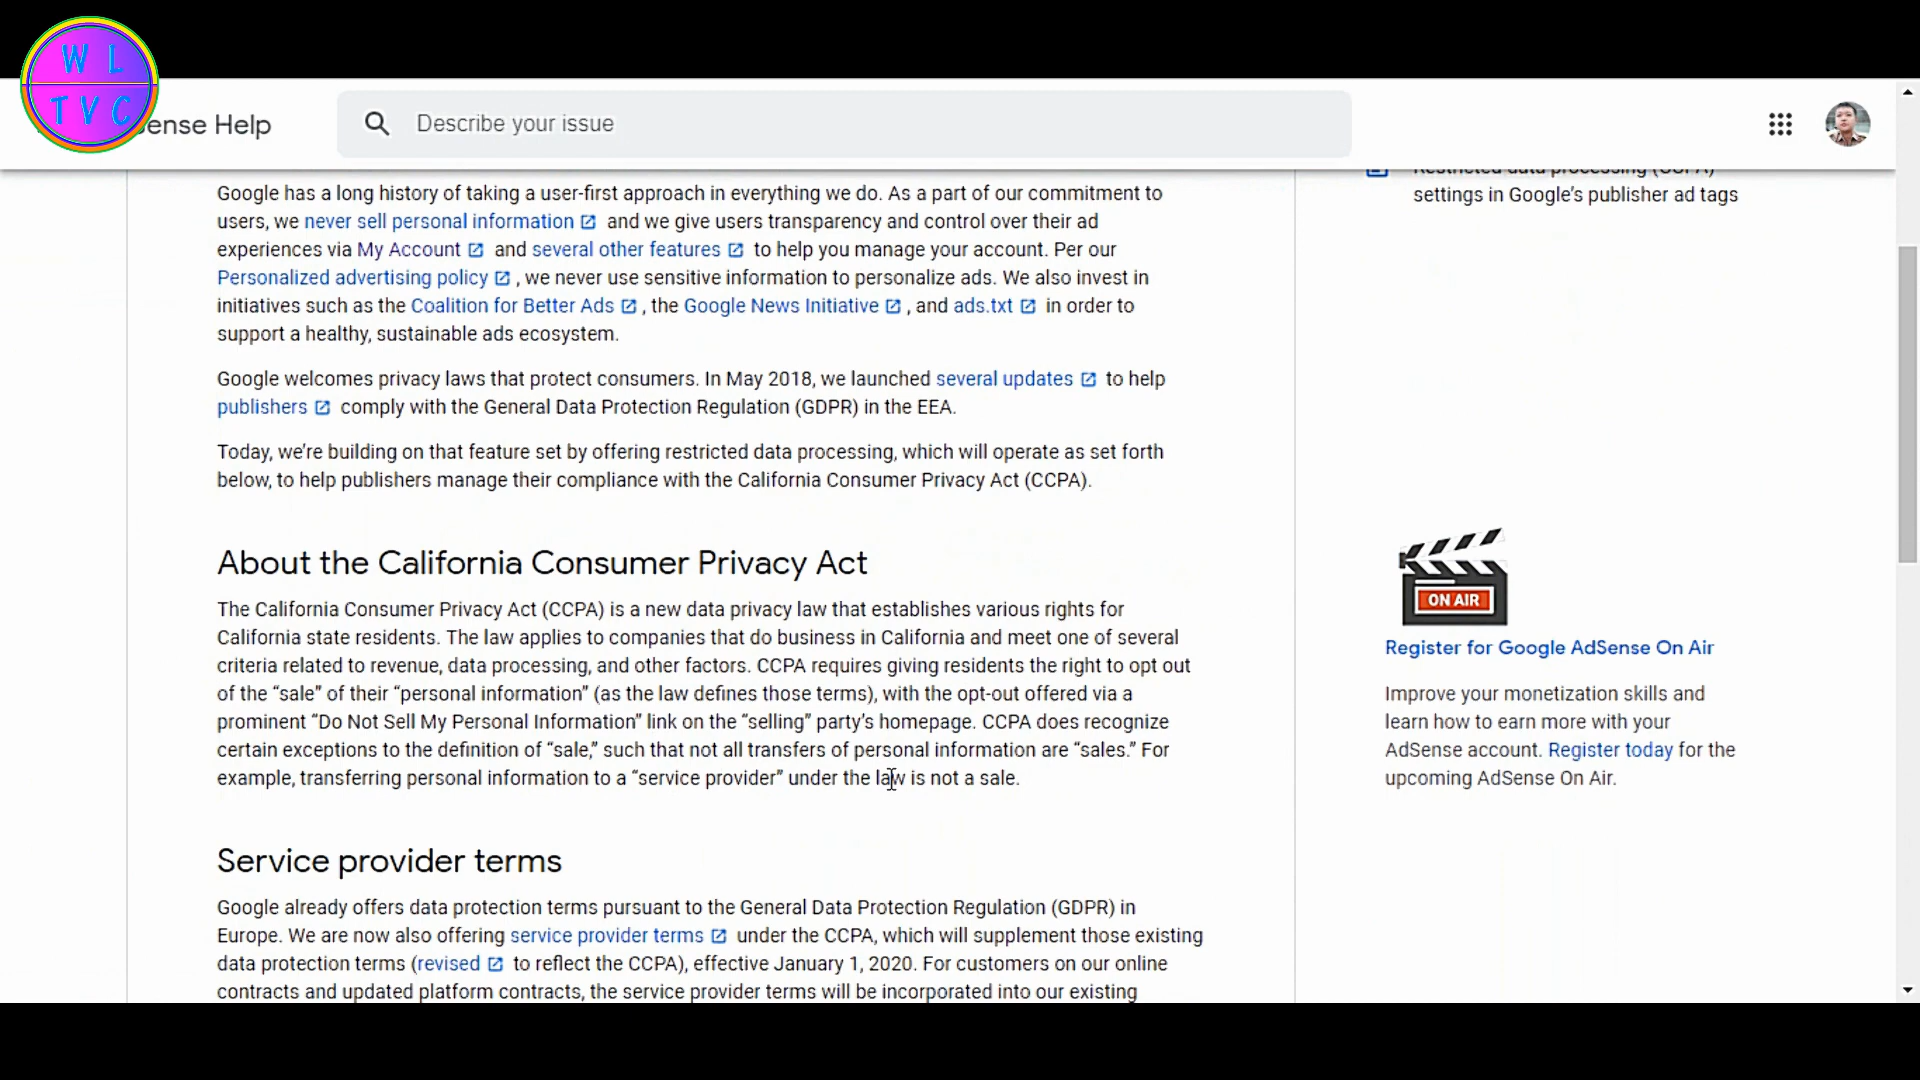 W L
T V C
ense Help
Describe your issue
Google has a long history of taking a user-first approach in everything we do. As a part of our commitment to
users, we never sell personal information and we give users transparency and control over their ad
experiences via My Account and several other features to help you manage your account. Per our
Personalized advertising policy , we never use sensitive information to personalize ads. We also invest in
initiatives such as the Coalition for Better Ads , the Google News Initiative , and ads.txt in order to
support a healthy, sustainable ads ecosystem.
Google welcomes privacy laws that protect consumers. In May 2018, we launched several updates to help
publishers comply with the General Data Protection Regulation (GDPR) in the EEA.
Today, we’re building on that feature set by offering restricted data processing, which will operate as set forth
below, to help publishers manage their compliance with the California Consumer Privacy Act (CCPA).
About the California Consumer Privacy Act
The California Consumer Privacy Act (CCPA) is a new data privacy law that establishes various rights for
California state residents. The law applies to companies that do business in California and meet one of several
criteria related to revenue, data processing, and other factors. CCPA requires giving residents the right to opt out
of the “sale” of their “personal information” (as the law defines those terms), with the opt-out offered via a
prominent “Do Not Sell My Personal Information” link on the “selling” party’s homepage. CCPA does recognize
certain exceptions to the definition of “sale,” such that not all transfers of personal information are “sales.” For
example, transferring personal information to a “service provider” under the law is not a sale.
Service provider terms
Google already offers data protection terms pursuant to the General Data Protection Regulation (GDPR) in
Europe. We are now also offering service provider terms under the CCPA, which will supplement those existing
data protection terms (revised to reflect the CCPA), effective January 1, 2020. For customers on our online
contracts and updated platform contracts, the service provider terms will be incorporated into our existing
Restricted data processing (CCPA)
settings in Google’s publisher ad tags
ON AIR
Register for Google AdSense On Air
Improve your monetization skills and
learn how to earn more with your
AdSense account. Register today for the
upcoming AdSense On Air.